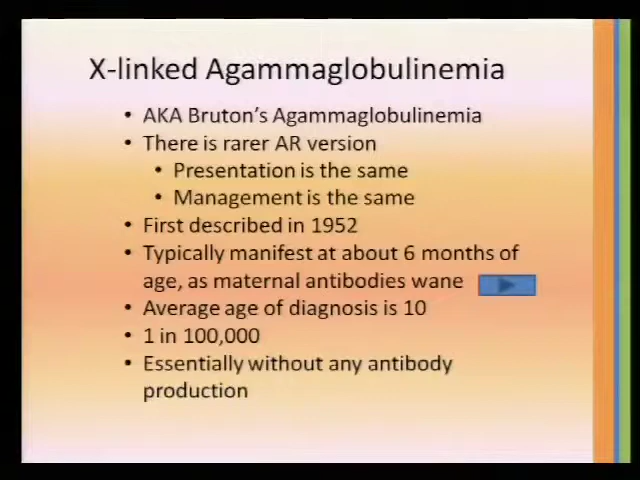 X-linked Agammaglobulinemia
• AKA Bruton's Agammaglobulinemia
• There is rarer AR version
• Presentation is the same
• Management is the same
• First described in 1952
• Typically manifest at about 6 months of
age, as maternal antibodies wane
• Average age of diagnosis is 10
• 1 in 100,000
• Essentially without any antibody
production